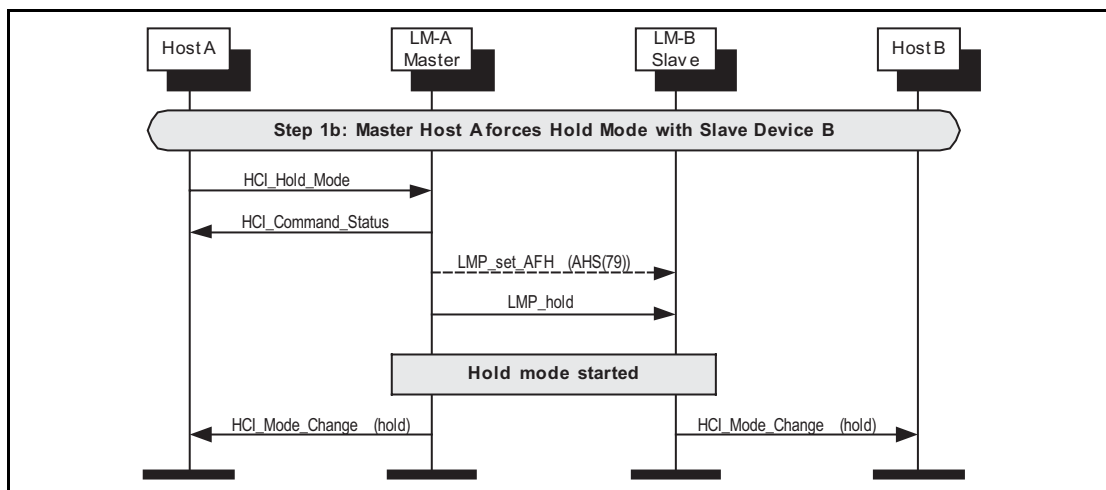 Host A
LM-A
Master
LM-B
Slave
Host B
Step 1b: Master Host A forces Hold Mode with Slave Device B
HCI_Hold_Mode
HCI_Command_Status
LMP_set_AFH (AHS(79))
LMP_hold
Hold mode started
HCI_Mode_Change (hold)
HCI_Mode_Change (hold)